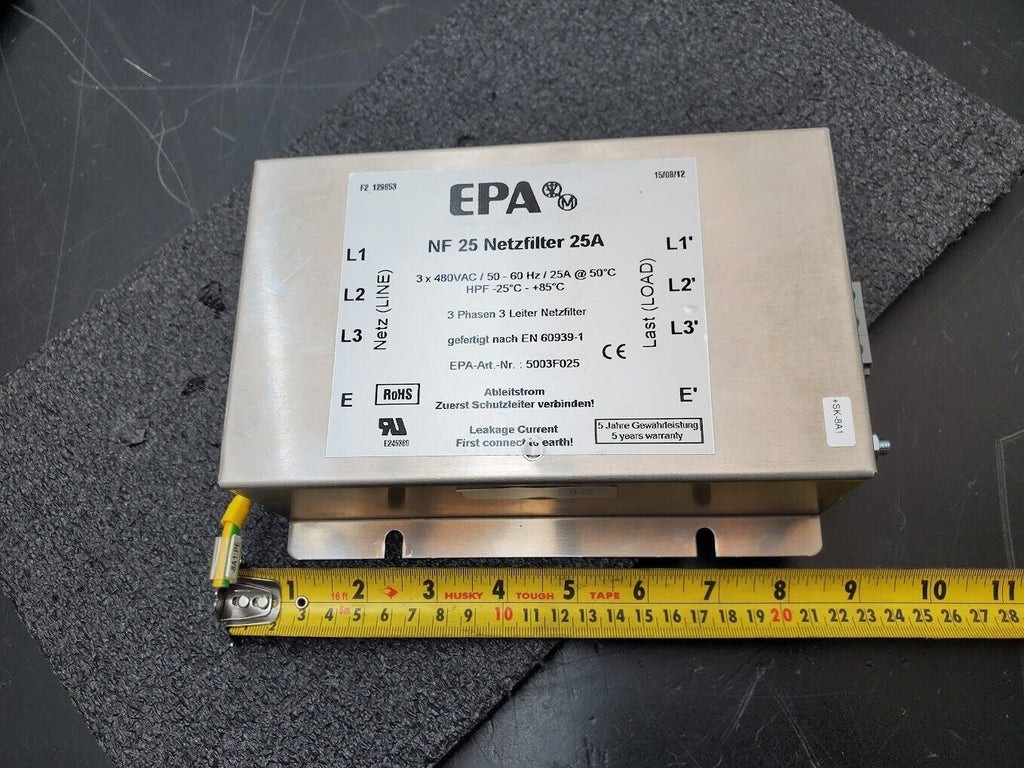 F2_129853
15/08/12
EPA
NF 25 Netzfilter 25A
3 x 480VAC / 50 - 60 Hz / 25A @ 50°C
HPF -25°C - +85°C
3 Phasen 3 Leiter Netzfilter
gefertigt nach EN 60939-1
EPA-Art.-Nr. : 5003F025
CE
L1
L2
L3
E
Netz (LINE)
Last (LOAD)
L1'
L2'
L3'
E'
RoHS
Ableitstrom
Zuerst Schutzleiter verbinden!
Leakage Current
First connect to earth!
5 Jahre Gewährleistung
5 years warranty
+SK-8A1
1 16ft 2 3 HUSKY 4 TOUGH 5 TAPE 6 7 8 9 10 11
2 3 4 5m 5 6 7 8 9 10 11 12 13 14 15 16 17 18 19 20 21 22 23 24 25 26 27 28